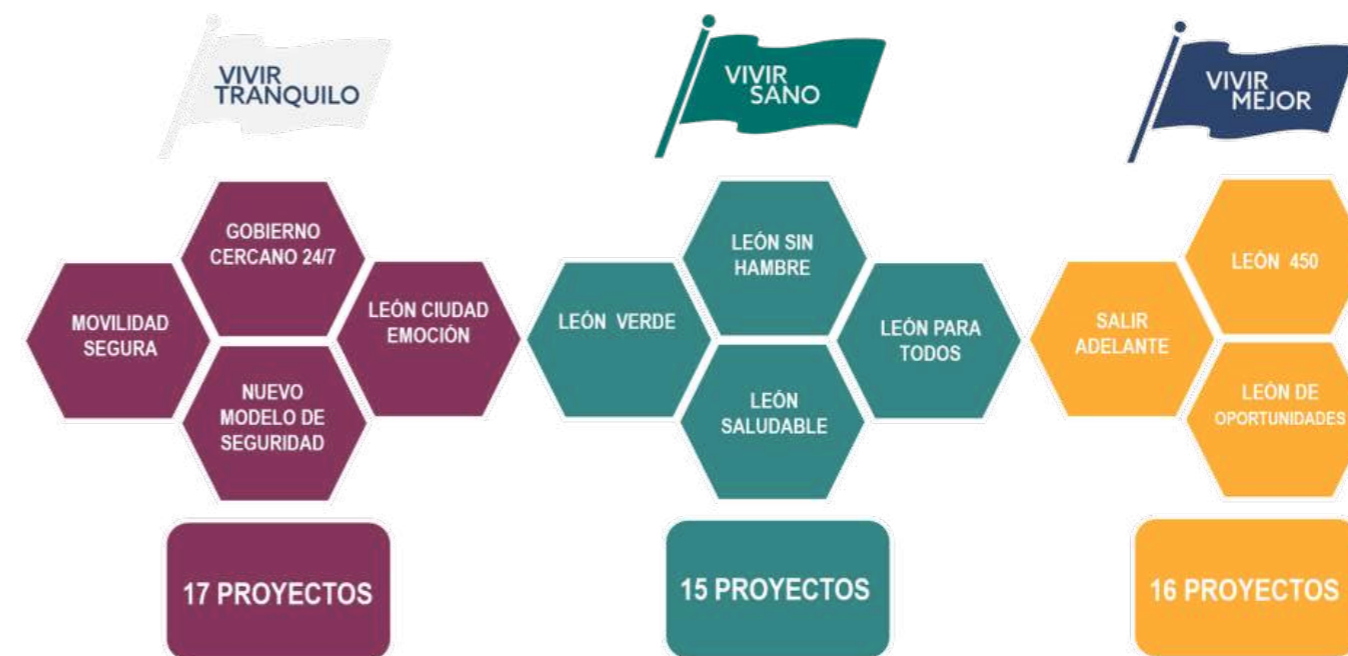 VIVIR
TRANQUILO
GOBIERNO
CERCANO 24/7
MOVILIDAD
SEGURA
LEÓN CIUDAD
EMOCIÓN
NUEVO
MODELO DE
SEGURIDAD
17 PROYECTOS
VIVIR
SANO
LEÓN SIN
HAMBRE
LEÓN VERDE
LEÓN PARA
TODOS
LEÓN
SALUDABLE
15 PROYECTOS
VIVIR
MEJOR
LEÓN 450
SALIR
ADELANTE
LEÓN DE
OPORTUNIDADES
16 PROYECTOS